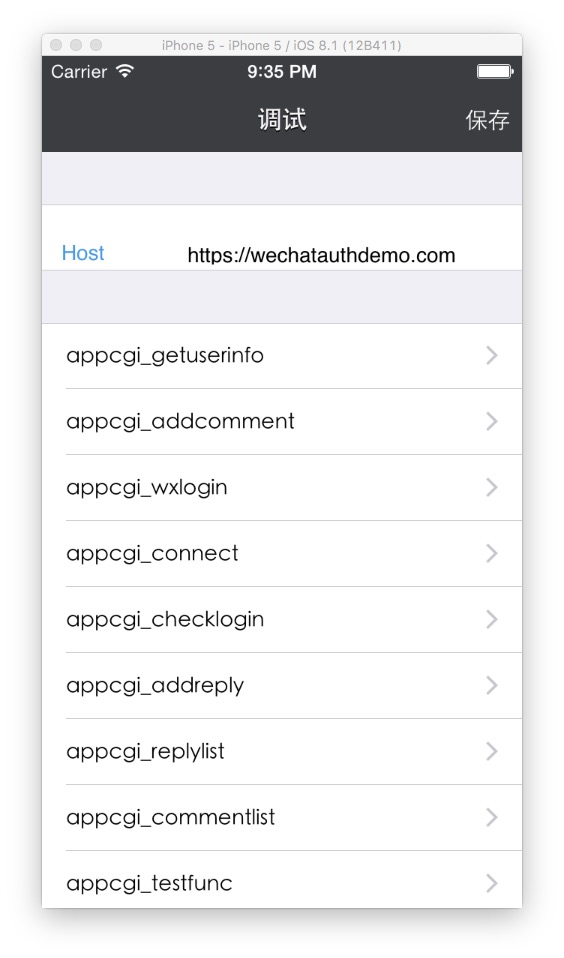 iPhone 5 - iPhone 5 / iOS 8.1 (12B411)
Carrier 9:35 PM
调试 保存
Host https://wechatauthdemo.com
appcgi_getuserinfo
appcgi_addcomment
appcgi_wxlogin
appcgi_connect
appcgi_checklogin
appcgi_addreply
appcgi_replylist
appcgi_commentlist
appcgi_testfunc